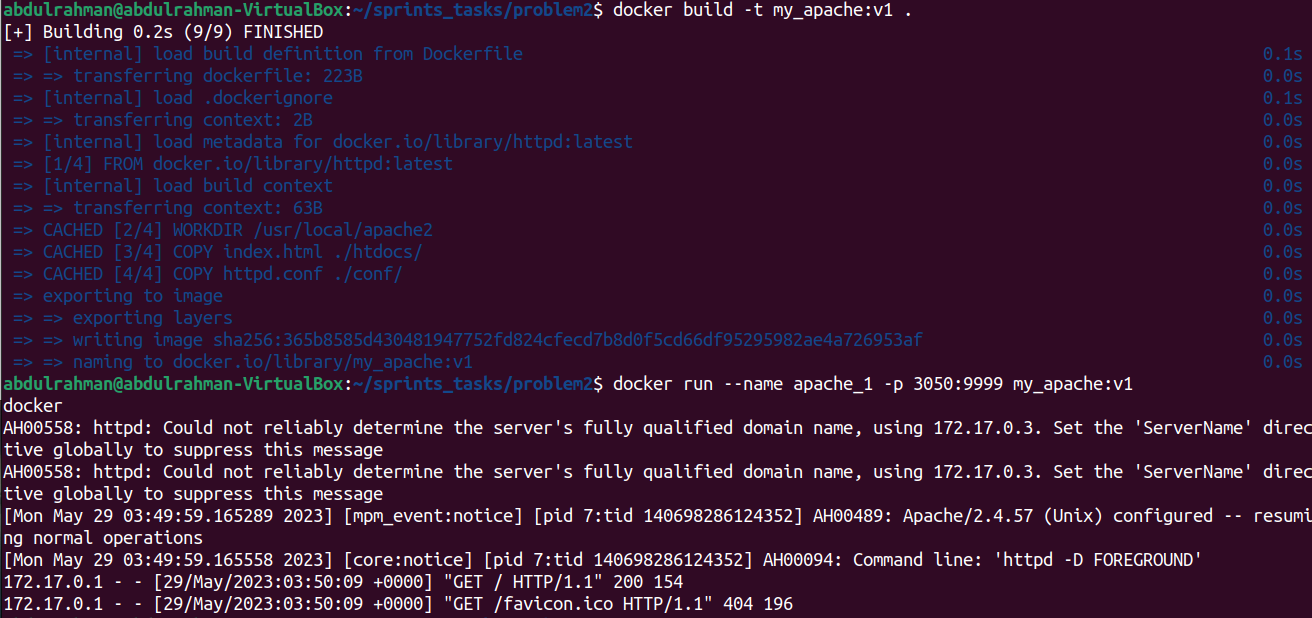 abdulrahman@abdulrahman-VirtualBox:~/sprints_tasks/problem2$ docker build -t my_apache:v1 .
[+] Building 0.2s (9/9) FINISHED
=> [internal] load build definition from Dockerfile 0.1s
=> => transferring dockerfile: 223B 0.0s
=> [internal] load .dockerignore 0.1s
=> => transferring context: 2B 0.0s
=> [internal] load metadata for docker.io/library/httpd:latest 0.0s
=> [1/4] FROM docker.io/library/httpd:latest 0.0s
=> [internal] load build context 0.0s
=> => transferring context: 63B 0.0s
=> CACHED [2/4] WORKDIR /usr/local/apache2 0.0s
=> CACHED [3/4] COPY index.html ./htdocs/ 0.0s
=> CACHED [4/4] COPY httpd.conf ./conf/ 0.0s
=> exporting to image 0.0s
=> => exporting layers 0.0s
=> => writing image sha256:365b8585d430481947752fd824cfecd7b8d0f5cd66df95295982ae4a726953af 0.0s
=> => naming to docker.io/library/my_apache:v1 0.0s
abdulrahman@abdulrahman-VirtualBox:~/sprints_tasks/problem2$ docker run --name apache_1 -p 3050:9999 my_apache:v1
docker
AH00558: httpd: Could not reliably determine the server's fully qualified domain name, using 172.17.0.3. Set the 'ServerName' direc
tive globally to suppress this message
AH00558: httpd: Could not reliably determine the server's fully qualified domain name, using 172.17.0.3. Set the 'ServerName' direc
tive globally to suppress this message
[Mon May 29 03:49:59.165289 2023] [mpm_event:notice] [pid 7:tid 140698286124352] AH00489: Apache/2.4.57 (Unix) configured -- resumi
ng normal operations
[Mon May 29 03:49:59.165558 2023] [core:notice] [pid 7:tid 140698286124352] AH00094: Command line: 'httpd -D FOREGROUND'
172.17.0.1 - - [29/May/2023:03:50:09 +0000] "GET / HTTP/1.1" 200 154
172.17.0.1 - - [29/May/2023:03:50:09 +0000] "GET /favicon.ico HTTP/1.1" 404 196